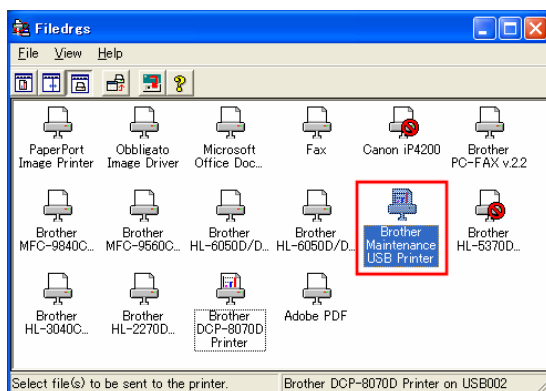 Filedrgs
File View Help
PaperPort
Image Printer
Obbligato
Image Driver
Microsoft
Office Doc...
Fax
Canon iP4200
Brother
PC-FAX v.2.2
Brother
MFC-9840C...
Brother
MFC-9560C...
Brother
HL-6050D/D...
Brother
HL-6050D/D...
Brother
Maintenance
USB Printer
Brother
HL-5370D...
Brother
HL-3040C...
Brother
HL-2270D...
Brother
DCP-8070D
Printer
Adobe PDF
Select file(s) to be sent to the printer.
Brother DCP-8070D Printer on USB002